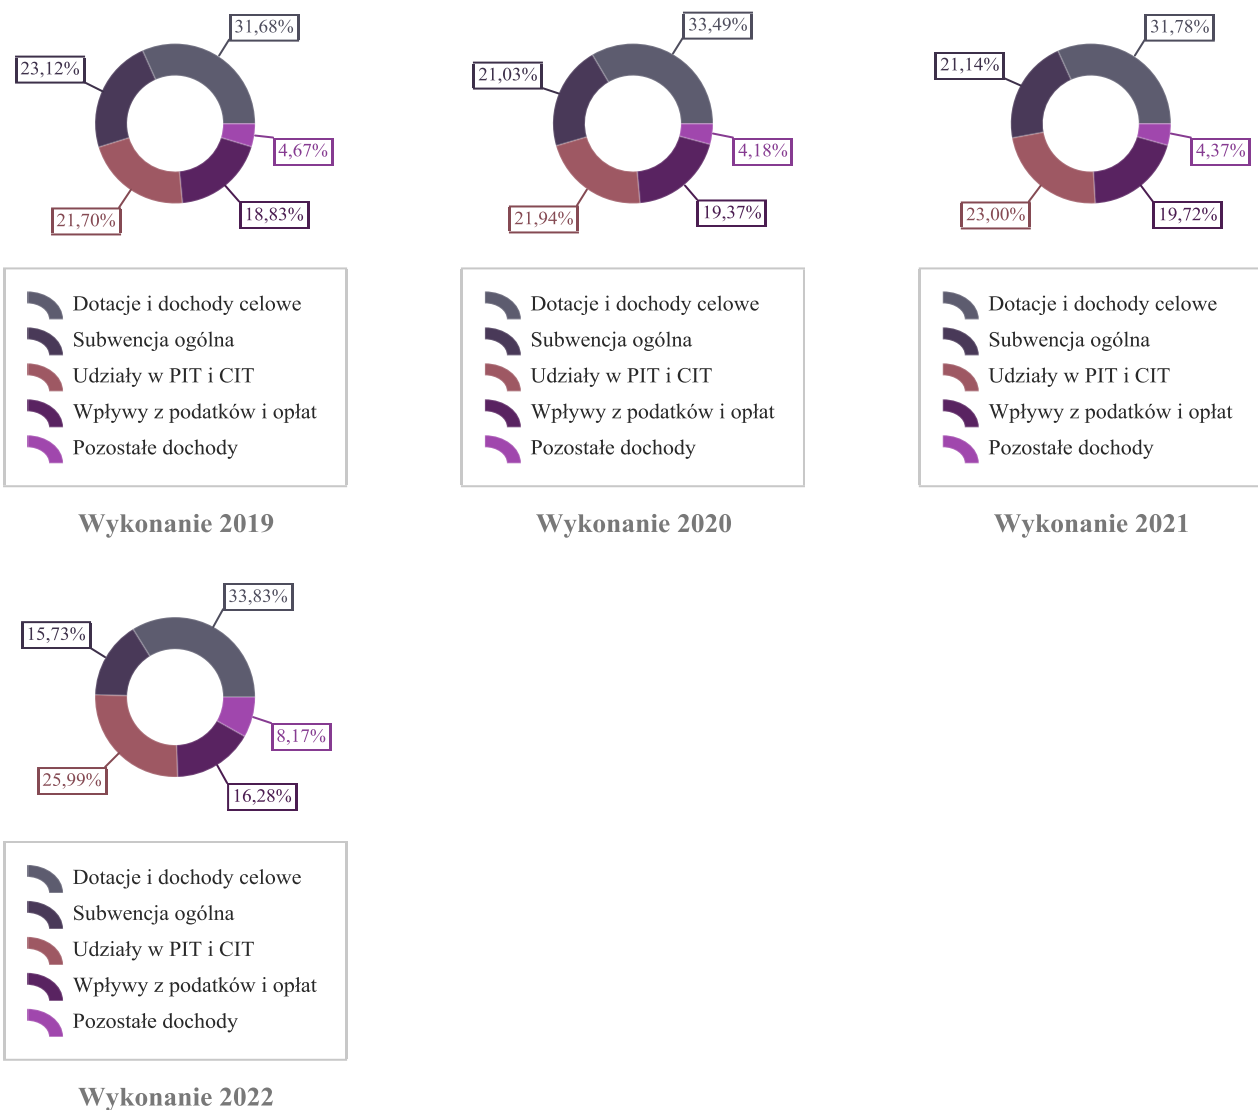 31,68%
23,12%
4,67%
18,83%
21,70%
Dotacje i dochody celowe
Subwencja ogólna
Udziały w PIT i CIT
Wpływy z podatków i opłat
Pozostałe dochody
Wykonanie 2019
33,49%
21,03%
4,18%
19,37%
21,94%
Dotacje i dochody celowe
Subwencja ogólna
Udziały w PIT i CIT
Wpływy z podatków i opłat
Pozostałe dochody
Wykonanie 2020
31,78%
21,14%
4,37%
19,72%
23,00%
Dotacje i dochody celowe
Subwencja ogólna
Udziały w PIT i CIT
Wpływy z podatków i opłat
Pozostałe dochody
Wykonanie 2021
33,83%
15,73%
8,17%
25,99%
16,28%
Dotacje i dochody celowe
Subwencja ogólna
Udziały w PIT i CIT
Wpływy z podatków i opłat
Pozostałe dochody
Wykonanie 2022